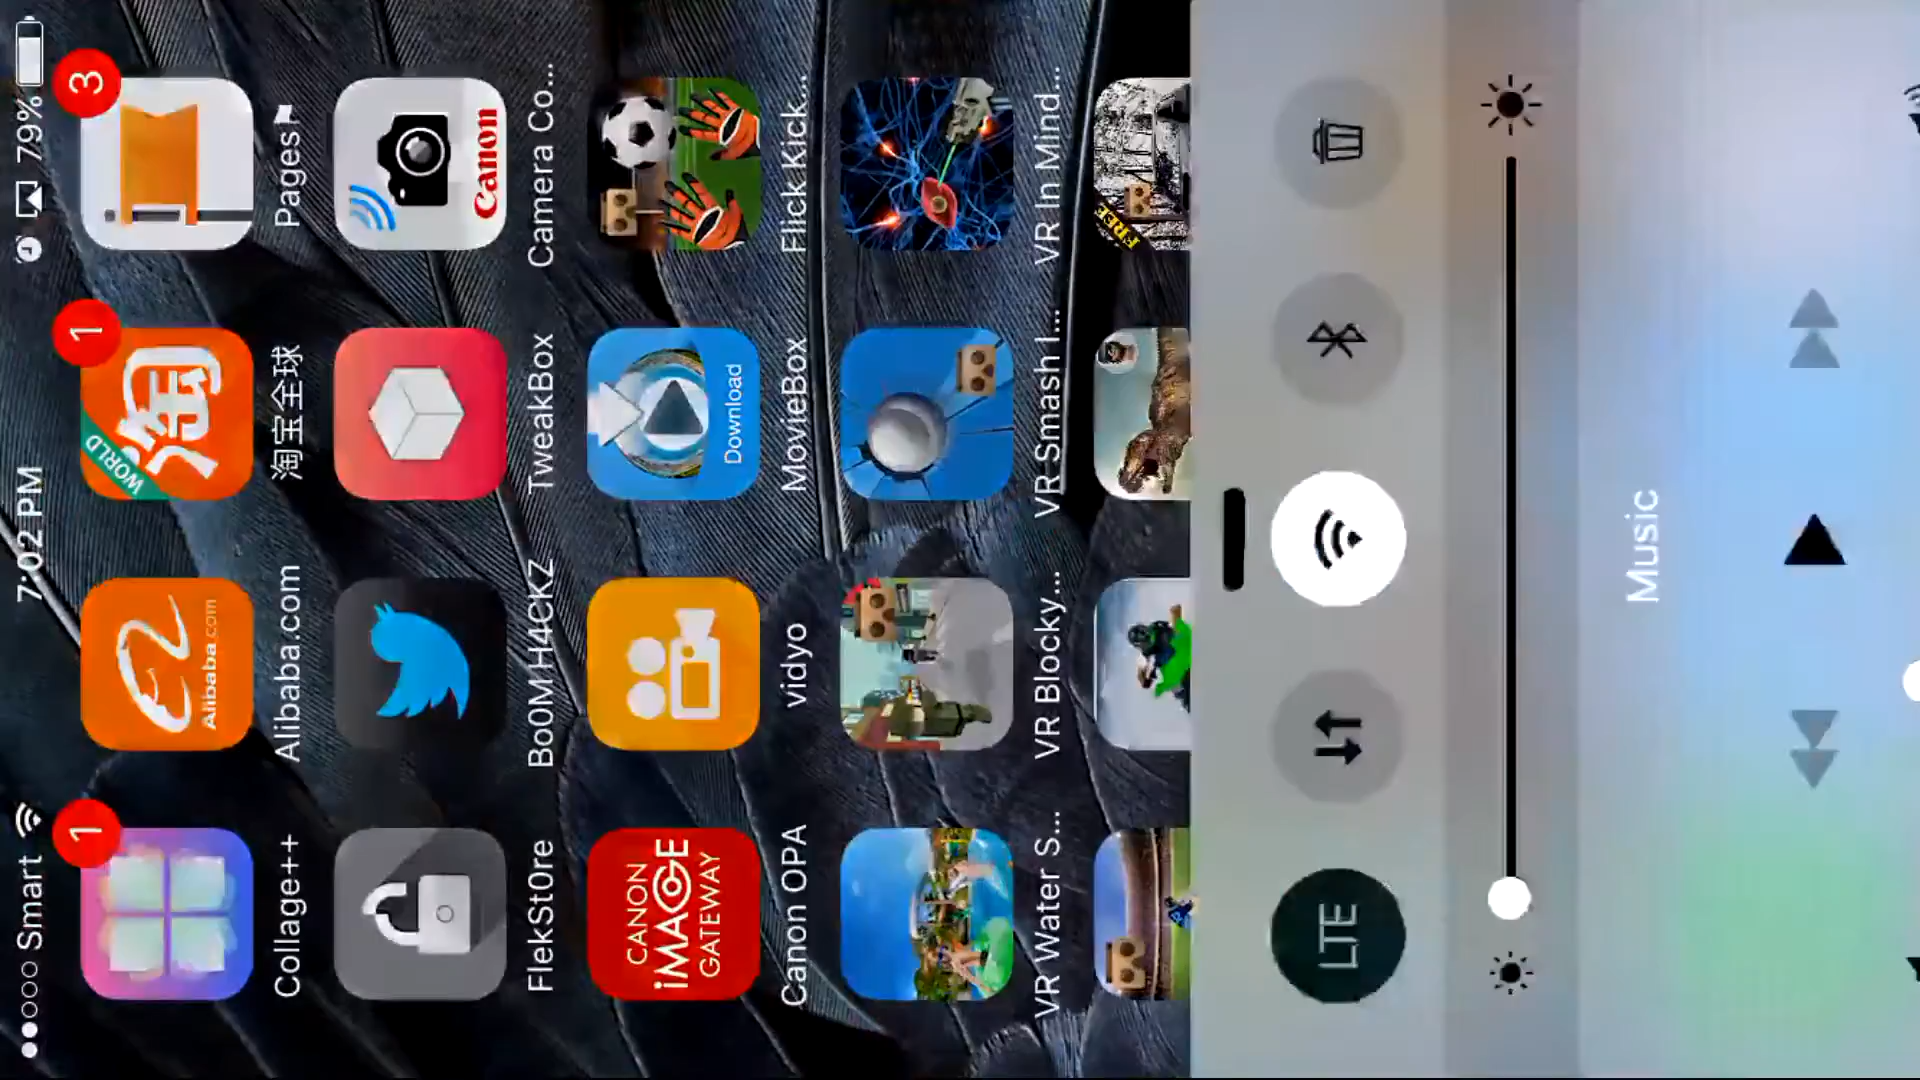 Smart
7:02 PM
79%
1
1
3
WORLD
淘
Alibaba.com
Collage++
Alibaba.com
淘宝全球
Pages
Canon
FlekSt0re
Bo0M H4CKZ
TweakBox
Camera Co...
CANON
iMAGE
GATEWAY
Download
Canon OPA
vidyo
MovieBox
Flick Kick...
VR Water S...
VR Blocky...
VR Smash I...
VR In Mind...
FREE
LTE
Music